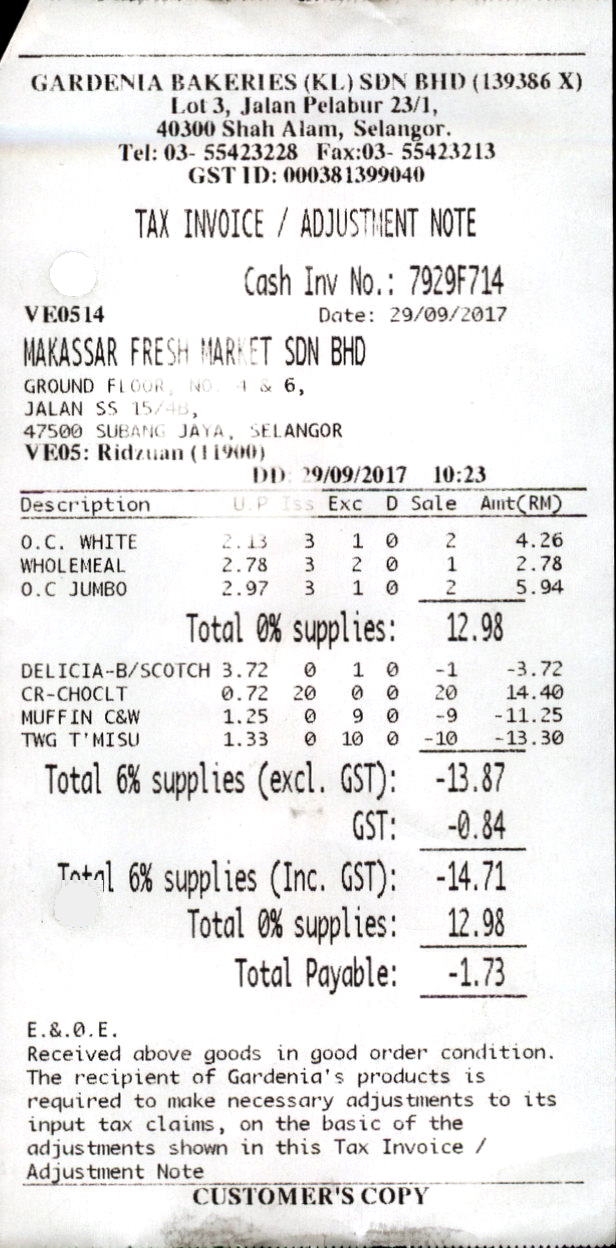 GARDENIA BAKERIES (KL) SDN BHD (139386 X)
Lot 3, Jalan Pelabur 23/1,
40300 Shah Alam, Selangor.
Tel: 03- 55423228 Fax:03- 55423213
GST ID: 000381399040
TAX INVOICE / ADJUSTMENT NOTE
Cash Inv No.: 7929F714
VE0514 Date: 29/09/2017
MAKASSAR FRESH MARKET SDN BHD
GROUND FLOOR, NO. 4 & 6,
JALAN SS 15/4B,
47500 SUBANG JAYA, SELANGOR
VE05: Ridzuan (11900)
DD: 29/09/2017 10:23
Description U.P Iss Exc D Sale Amt(RM)
O.C. WHITE 2.13 3 1 0 2 4.26
WHOLEMEAL 2.78 3 2 0 1 2.78
O.C JUMBO 2.97 3 1 0 2 5.94
Total 0% supplies: 12.98
DELICIA-B/SCOTCH 3.72 0 1 0 -1 -3.72
CR-CHOCLT 0.72 20 0 0 20 14.40
MUFFIN C&W 1.25 0 9 0 -9 -11.25
TWG T'MISU 1.33 0 10 0 -10 -13.30
Total 6% supplies (excl. GST): -13.87
GST: -0.84
Total 6% supplies (Inc. GST): -14.71
Total 0% supplies: 12.98
Total Payable: -1.73
E.&.O.E.
Received above goods in good order condition.
The recipient of Gardenia's products is
required to make necessary adjustments to its
input tax claims, on the basic of the
adjustments shown in this Tax Invoice /
Adjustment Note
CUSTOMER'S COPY